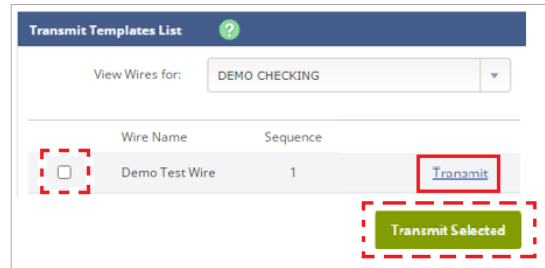 Transmit Templates List ?
View Wires for: DEMO CHECKING
Wire Name Sequence
Demo Test Wire 1 Transmit
Transmit Selected